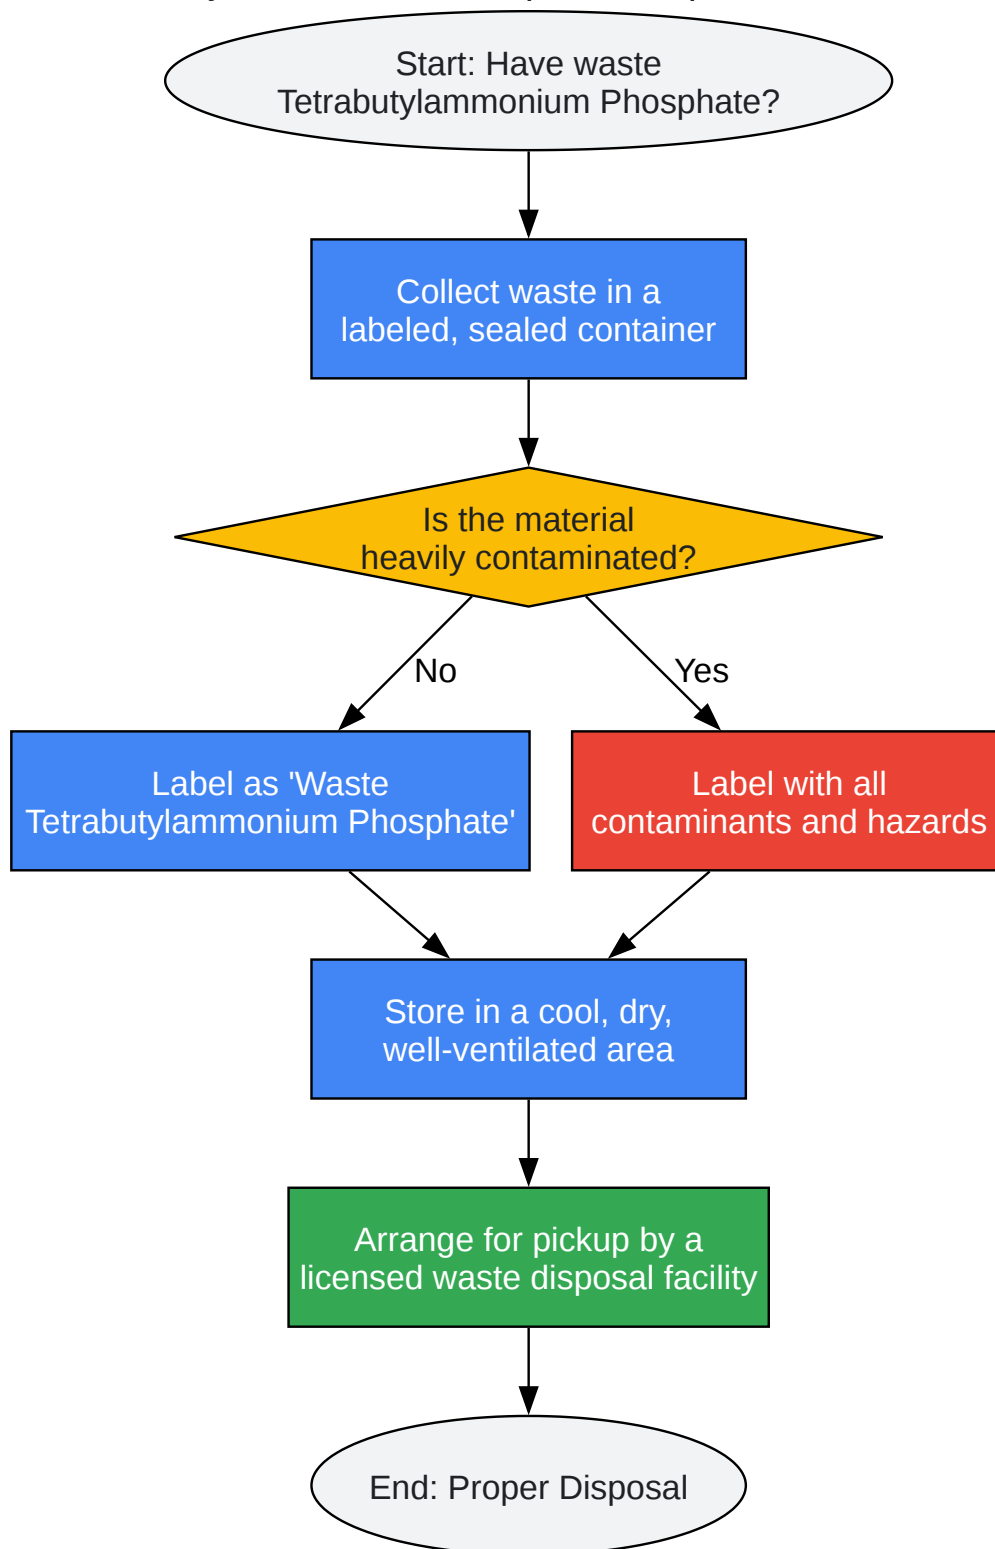 Start: Have waste
Tetrabutylammonium Phosphate?
Collect waste in a
labeled, sealed container
Is the material
heavily contaminated?
No
Yes
Label as 'Waste
Tetrabutylammonium Phosphate'
Label with all
contaminants and hazards
Store in a cool, dry,
well-ventilated area
Arrange for pickup by a
licensed waste disposal facility
End: Proper Disposal